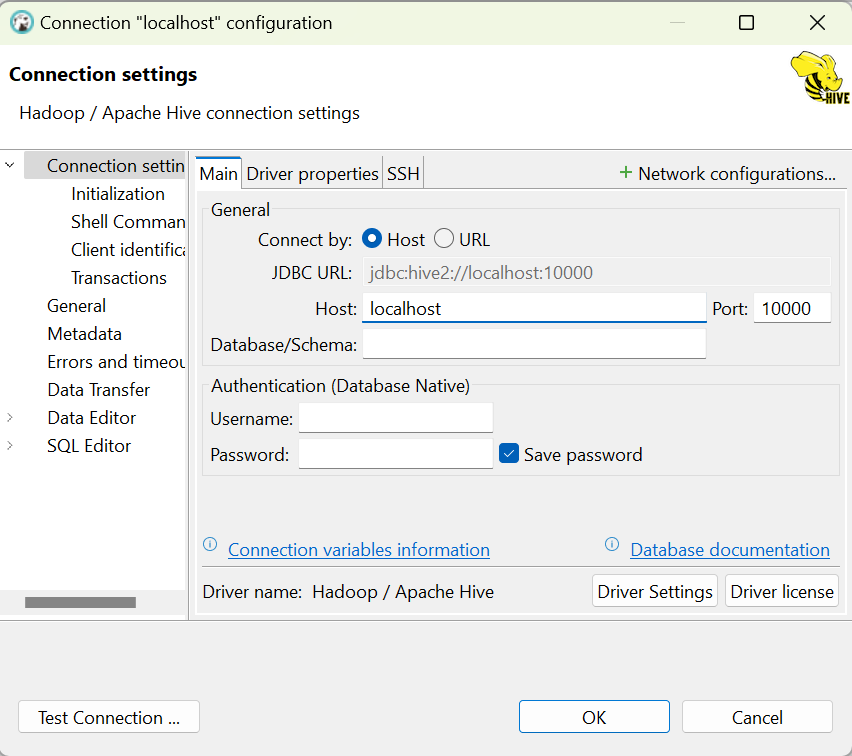 Connection "localhost" configuration
Connection settings
Hadoop / Apache Hive connection settings
HIVE
Connection settin
Initialization
Shell Comman
Client identifica
Transactions
General
Metadata
Errors and timeou
Data Transfer
Data Editor
SQL Editor
Main Driver properties SSH + Network configurations...
General
Connect by: Host URL
JDBC URL: jdbc:hive2://localhost:10000
Host: localhost Port: 10000
Database/Schema:
Authentication (Database Native)
Username:
Password: Save password
Connection variables information Database documentation
Driver name: Hadoop / Apache Hive Driver Settings Driver license
Test Connection ... OK Cancel